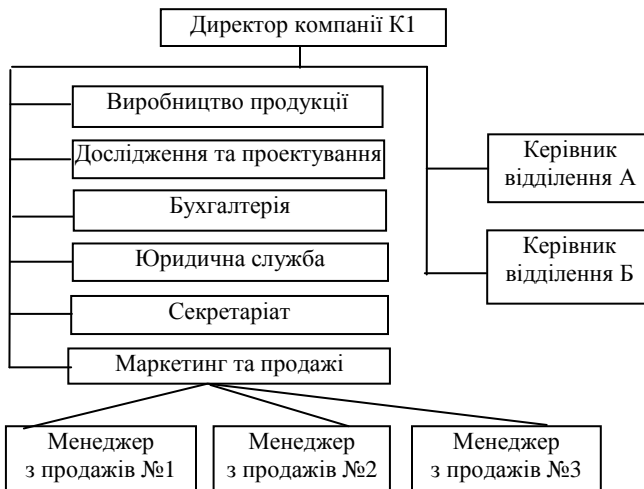 Директор компанії К1
Виробництво продукції
Дослідження та проектування
Бухгалтерія
Юридична служба
Секретаріат
Маркетинг та продажі
Керівник
відділення А
Керівник
відділення Б
Менеджер
з продажів №1
Менеджер
з продажів №2
Менеджер
з продажів №3